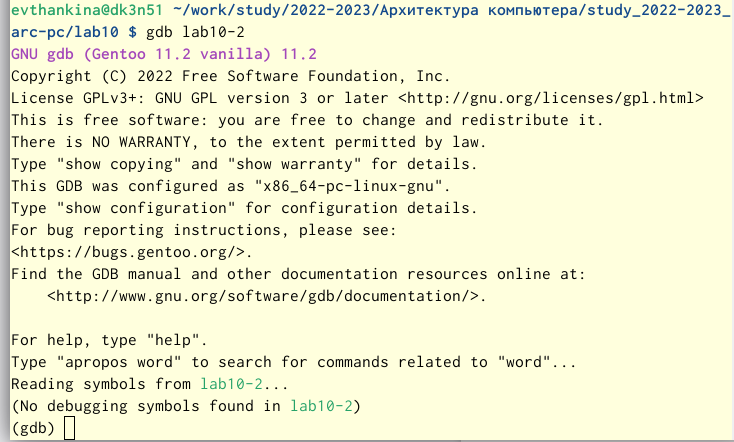 evthankina@dk3n51 ~/work/study/2022-2023/Архитектура компьютера/study_2022-2023_
arc-pc/lab10 $ gdb lab10-2
GNU gdb (Gentoo 11.2 vanilla) 11.2
Copyright (C) 2022 Free Software Foundation, Inc.
License GPLv3+: GNU GPL version 3 or later <http://gnu.org/licenses/gpl.html>
This is free software: you are free to change and redistribute it.
There is NO WARRANTY, to the extent permitted by law.
Type "show copying" and "show warranty" for details.
This GDB was configured as "x86_64-pc-linux-gnu".
Type "show configuration" for configuration details.
For bug reporting instructions, please see:
<https://bugs.gentoo.org/>.
Find the GDB manual and other documentation resources online at:
    <http://www.gnu.org/software/gdb/documentation/>.

For help, type "help".
Type "apropos word" to search for commands related to "word"...
Reading symbols from lab10-2...
(No debugging symbols found in lab10-2)
(gdb)